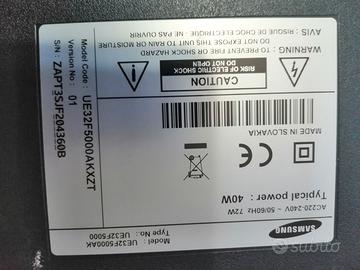 SAMSUNG
Model : UE32F5000AK
Type No. : UE32F5000
AC220-240V~ 50/60Hz 72W
Typical power : 40W
MADE IN SLOVAKIA
CAUTION
RISK OF ELECTRIC SHOCK
DO NOT OPEN
WARNING : TO PREVENT FIRE OR SHOCK HAZARD
DO NOT EXPOSE THIS SET TO RAIN OR MOISTURE
AVIS : RISQUE DE CHOC ELECTRIQUE - NE PAS OUVRIR
Model Code : UE32F5000AKXZT
Version No : 01
S/N : ZAPT3SJF204360B
subito